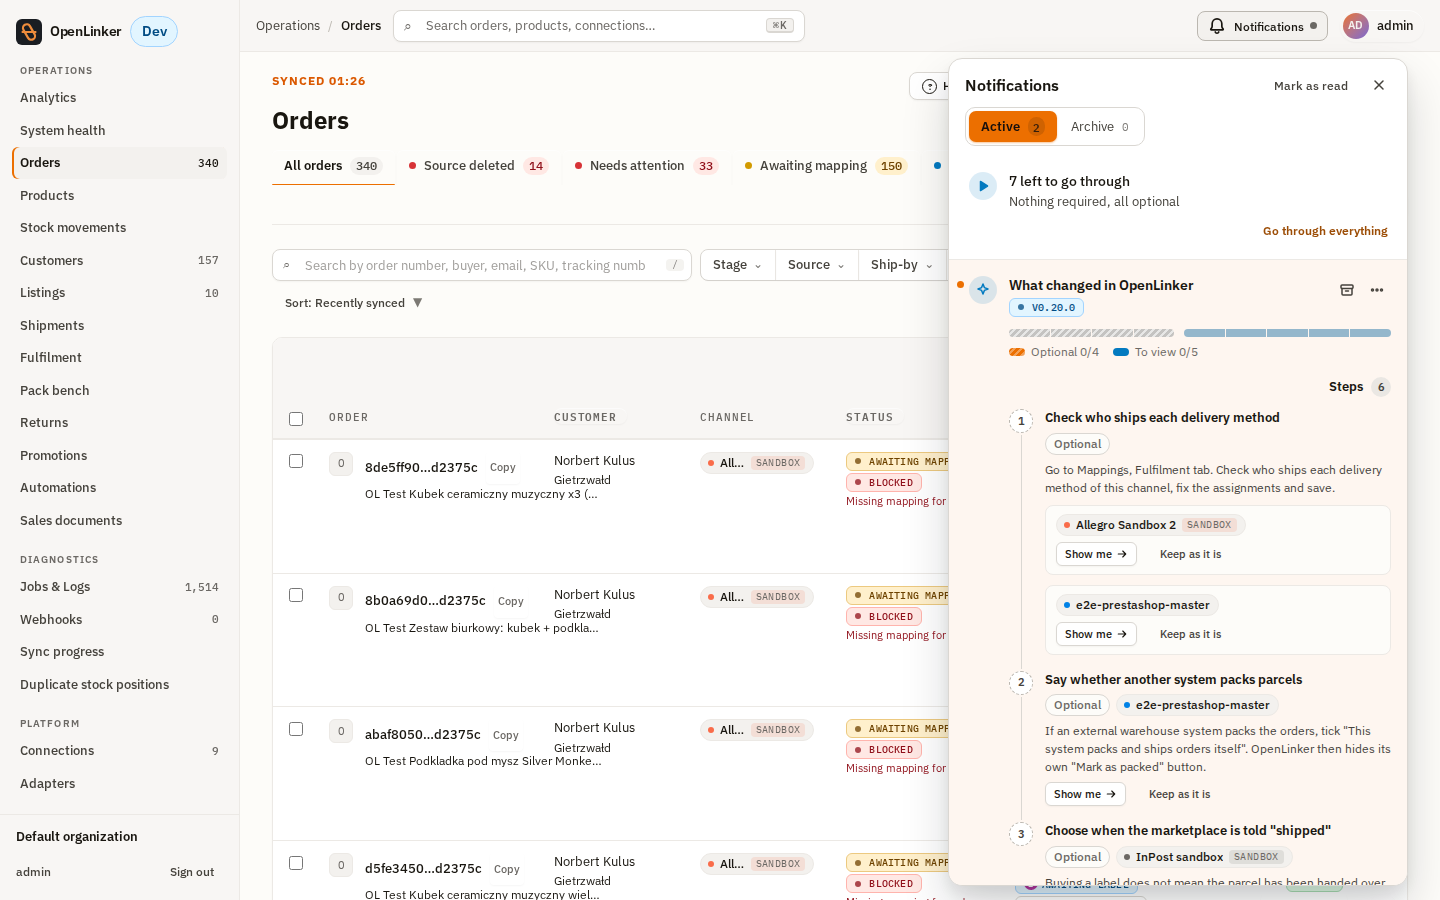 OpenLinker Dev
OPERATIONS
Analytics
System health
Orders 340
Products
Stock movements
Customers 157
Listings 10
Shipments
Fulfilment
Pack bench
Returns
Promotions
Automations
Sales documents
DIAGNOSTICS
Jobs & Logs 1,514
Webhooks 0
Sync progress
Duplicate stock positions
PLATFORM
Connections 9
Adapters
Default organization
admin Sign out
Operations / Orders
Search orders, products, connections... ⌘K
Notifications
AD admin
SYNCED 01:26
Orders
All orders 340 Source deleted 14 Needs attention 33 Awaiting mapping 150
Search by order number, buyer, email, SKU, tracking numb /
Stage Source Ship-by
Sort: Recently synced ▼
ORDER CUSTOMER CHANNEL STATUS
O 8de5ff90...d2375c Copy Norbert Kulus All... SANDBOX AWAITING MAPP
Gietrzwałd BLOCKED
OL Test Kubek ceramiczny muzyczny x3 (... Missing mapping for
O 8b0a69d0...d2375c Copy Norbert Kulus All... SANDBOX AWAITING MAPP
Gietrzwałd BLOCKED
OL Test Zestaw biurkowy: kubek + podkla... Missing mapping for
O abaf8050...d2375c Copy Norbert Kulus All... SANDBOX AWAITING MAPP
Gietrzwałd BLOCKED
OL Test Podkladka pod mysz Silver Monke... Missing mapping for
O d5fe3450...d2375c Copy Norbert Kulus All... SANDBOX AWAITING MAPP
Gietrzwałd BLOCKED
OL Test Kubek ceramiczny muzyczny wiel...
Notifications Mark as read
Active 2 Archive 0
7 left to go through
Nothing required, all optional
Go through everything
What changed in OpenLinker
V0.20.0
Optional 0/4 To view 0/5
Steps 6
1 Check who ships each delivery method
Optional
Go to Mappings, Fulfilment tab. Check who ships each delivery
method of this channel, fix the assignments and save.
Allegro Sandbox 2 SANDBOX
Show me → Keep as it is
e2e-prestashop-master
Show me → Keep as it is
2 Say whether another system packs parcels
Optional e2e-prestashop-master
If an external warehouse system packs the orders, tick "This
system packs and ships orders itself". OpenLinker then hides its
own "Mark as packed" button.
Show me → Keep as it is
3 Choose when the marketplace is told "shipped"
Optional InPost sandbox SANDBOX
Buying a label does not mean the parcel has been handed over.